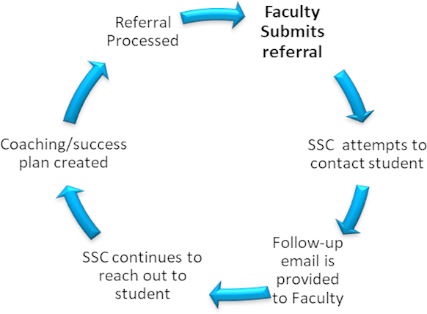 Referral
Processed
Faculty
Submits
referral
SSC attempts to
contact student
Follow-up
email is
provided
to Faculty
SSC continues to
reach out to
student
Coaching/success
plan created